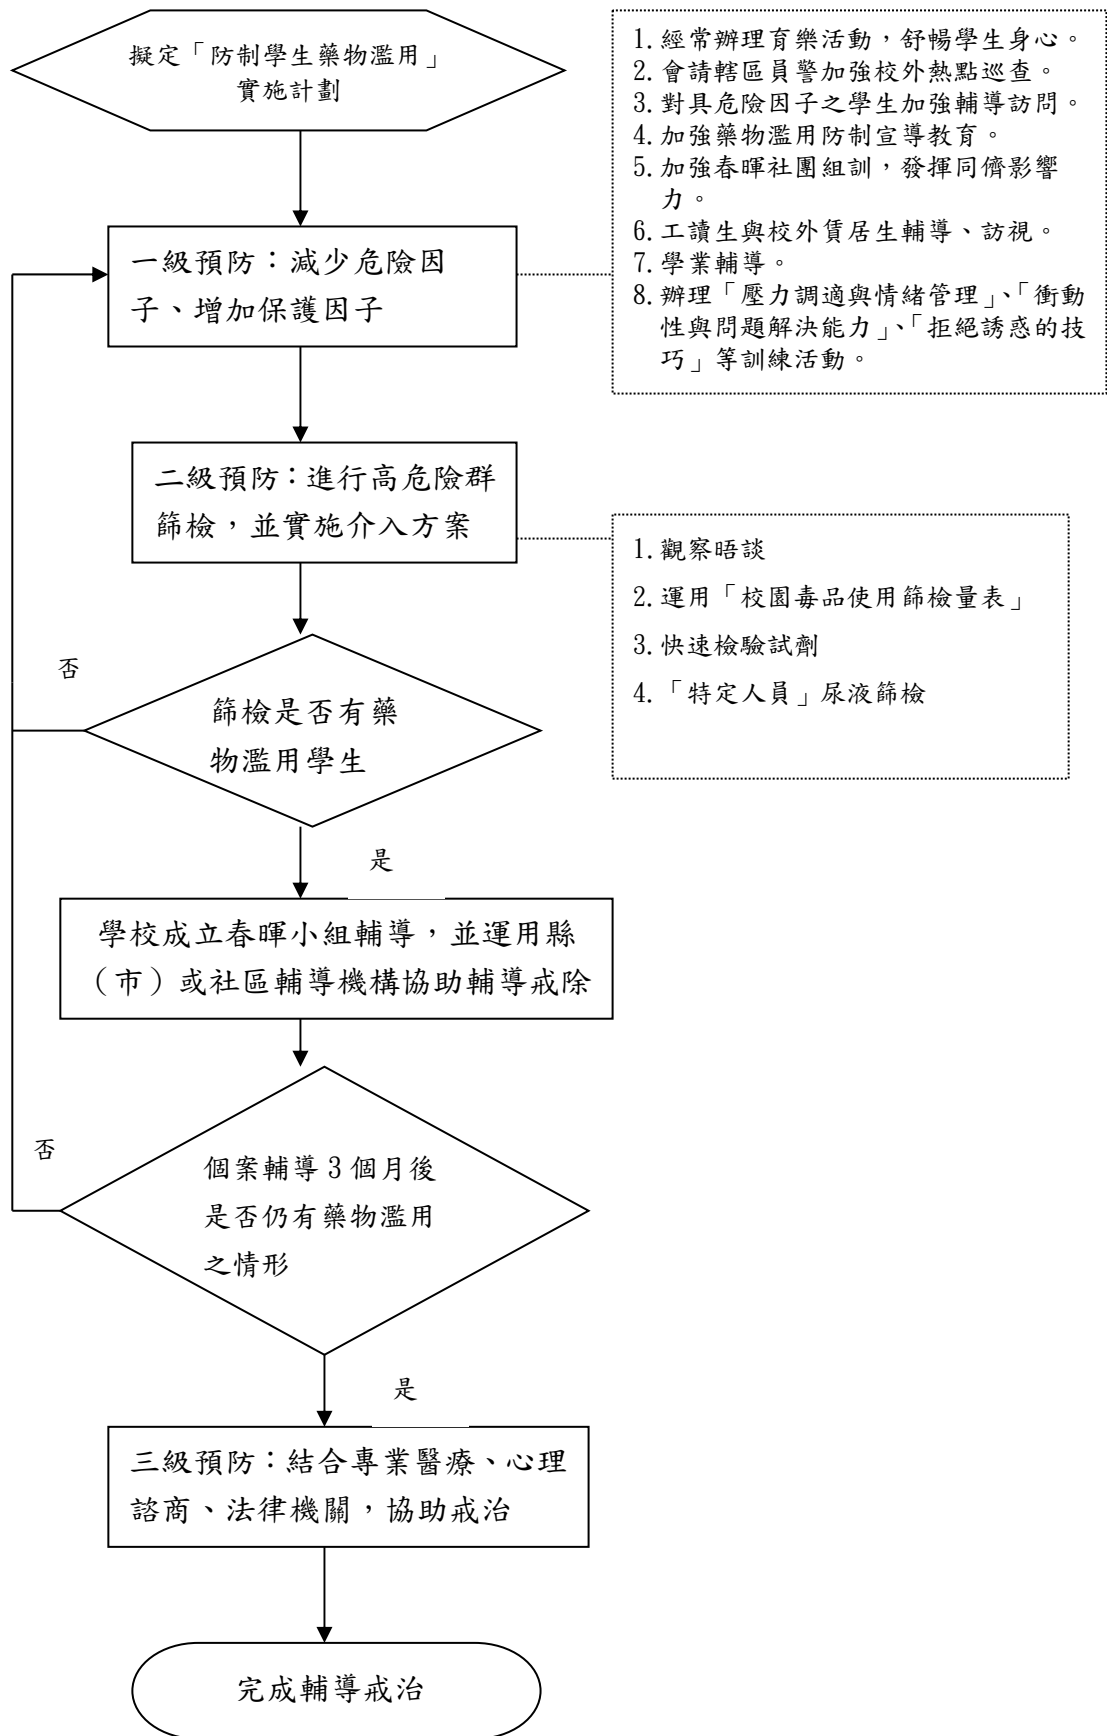 擬定「防制學生藥物濫用」
實施計劃
1.經常辦理育樂活動，舒暢學生身心。
2.會請轄區員警加強校外熱點巡查。
3.對具危險因子之學生加強輔導訪問。
4.加強藥物濫用防制宣導教育。
5.加強春暉社團組訓，發揮同儕影響
力。
6.工讀生與校外賃居生輔導、訪視。
7.學業輔導。
8.辦理「壓力調適與情緒管理」、「衝動
性與問題解決能力」、「拒絕誘惑的技
巧」等訓練活動。
一級預防：減少危險因
子、增加保護因子
二級預防：進行高危險群
篩檢，並實施介入方案
1.觀察晤談
2.運用「校園毒品使用篩檢量表」
3.快速檢驗試劑
4.「特定人員」尿液篩檢
否
篩檢是否有藥
物濫用學生
是
學校成立春暉小組輔導，並運用縣
（市）或社區輔導機構協助輔導戒除
否
個案輔導3個月後
是否仍有藥物濫用
之情形
是
三級預防：結合專業醫療、心理
諮商、法律機關，協助戒治
完成輔導戒治